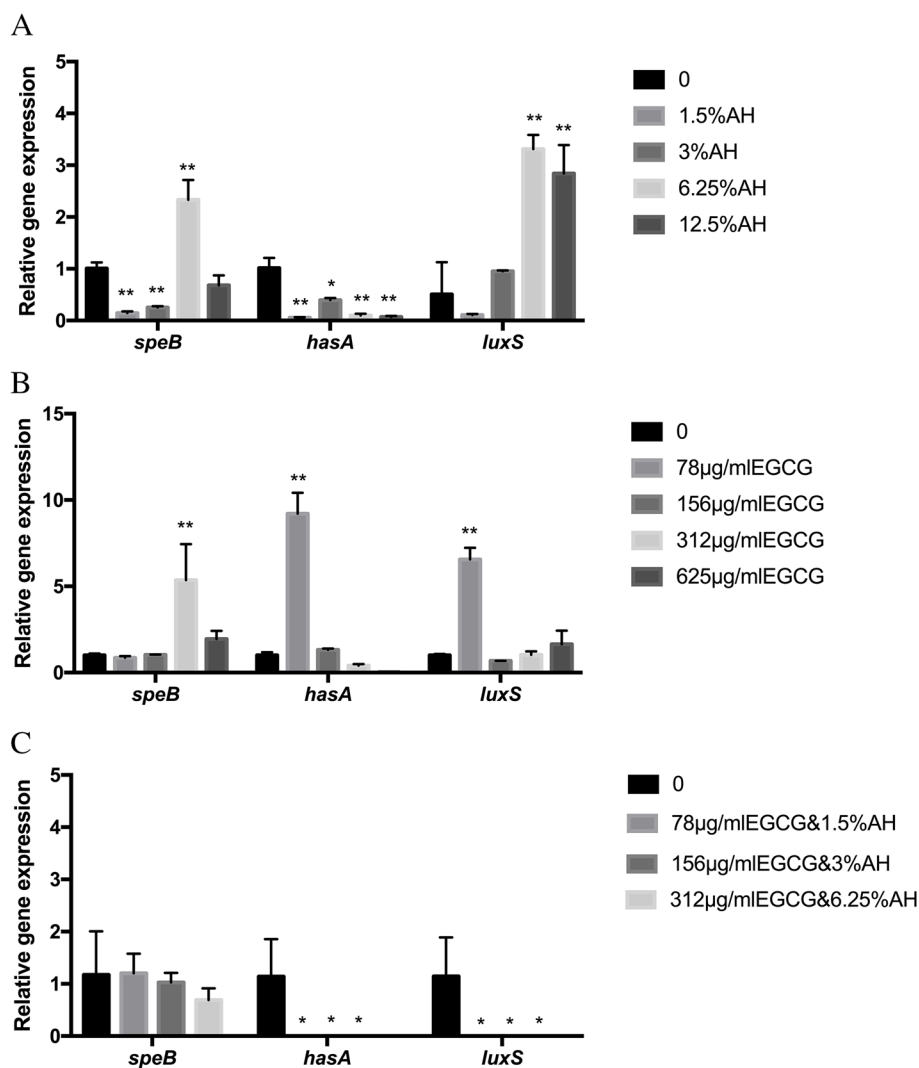 A
Relative gene expression
5
4
3
2
1
0
**
**
**
**
*
**
**
**
**
speB
hasA
luxS
0
1.5%AH
3%AH
6.25%AH
12.5%AH
B
Relative gene expression
15
10
5
0
**
**
**
speB
hasA
luxS
0
78µg/mlEGCG
156µg/mlEGCG
312µg/mlEGCG
625µg/mlEGCG
C
Relative gene expression
5
4
3
2
1
0
* * *
* * *
speB
hasA
luxS
0
78µg/mlEGCG&1.5%AH
156µg/mlEGCG&3%AH
312µg/mlEGCG&6.25%AH